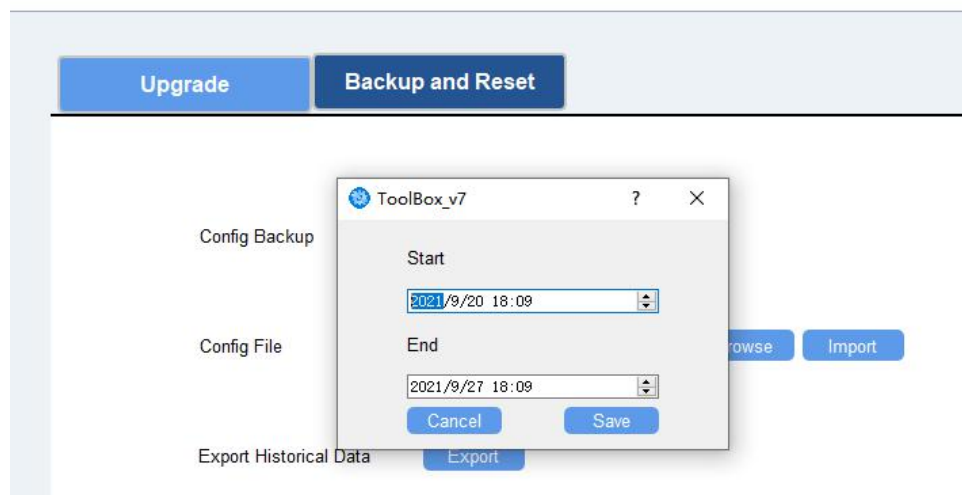 Upgrade
Backup and Reset
ToolBox_v7
?
Config Backup
Start
2021/9/20 18:09
Config File
End
rowse
Import
2021/9/27 18:09
Cancel
Save
Export Historical Data
Export